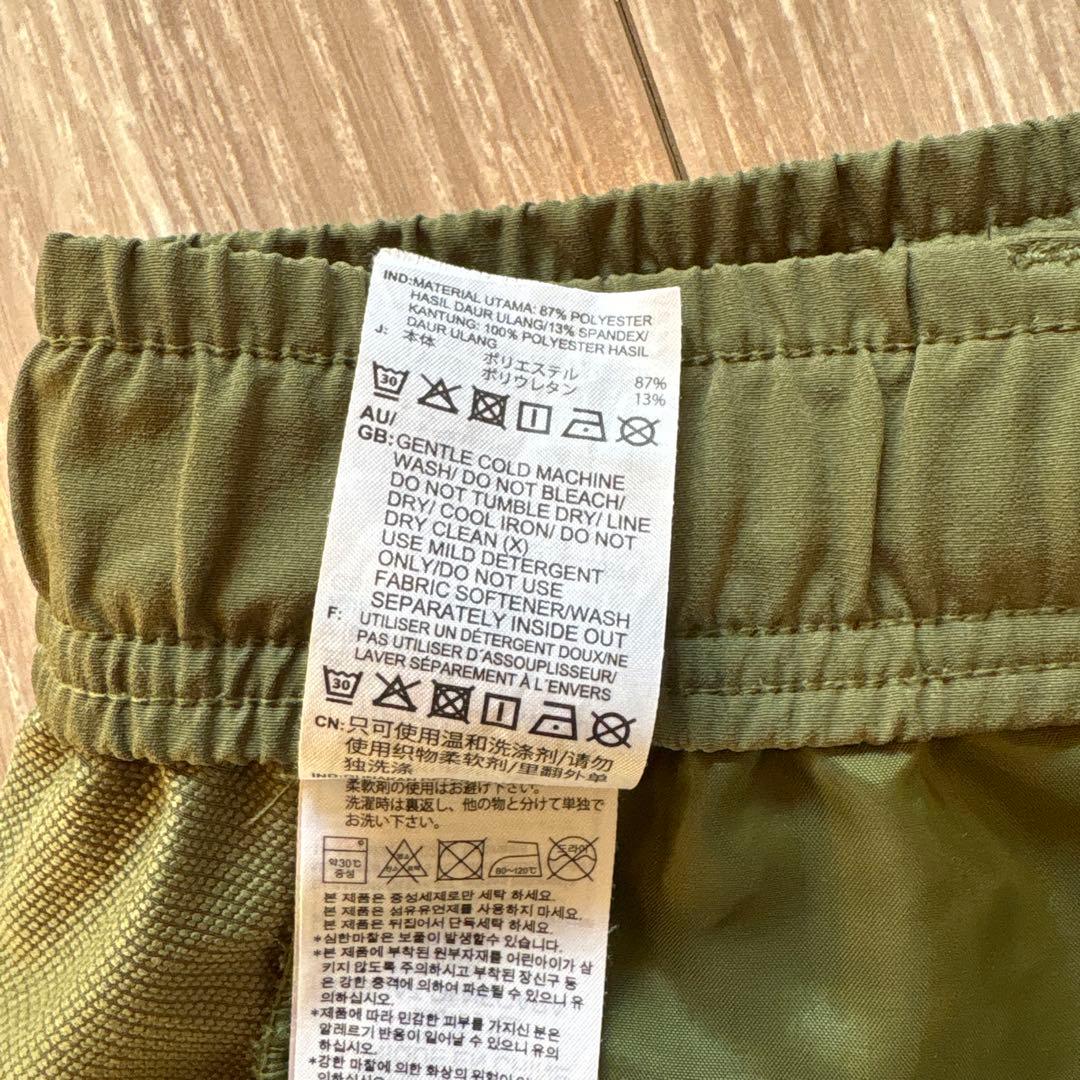 IND:MATERIAL UTAMA: 87% POLYESTER
HASIL DAUR ULANG/13% SPANDEX/
KANTUNG: 100% POLYESTER HASIL
DAUR ULANG
J: 本体 ポリエステル 87%
ポリウレタン 13%
30
AU/
GB:GENTLE COLD MACHINE
WASH/ DO NOT BLEACH/
DO NOT TUMBLE DRY/ LINE
DRY/ COOL IRON/ DO NOT
DRY CLEAN (X)
USE MILD DETERGENT
ONLY/DO NOT USE
FABRIC SOFTENER/WASH
SEPARATELY INSIDE OUT
F: UTILISER UN DÉTERGENT DOUX/NE
PAS UTILISER D'ASSOUPLISSEUR/
LAVER SÉPAREMENT À L'ENVERS
30
CN:只可使用温和洗涤剂/请勿
使用织物柔软剂/里翻外单
独洗涤
柔軟剤の使用はお避け下さい。
洗濯時は裏返し、他の物と分けて単独で
お洗い下さい。
약30℃
중성
80~120℃
드라이
본 제품은 중성세제로만 세탁 하세요.
본 제품은 섬유유연제를 사용하지 마세요.
본 제품은 뒤집어서 단독세탁 하세요.
*심한마찰은 보풀이 발생할수 있습니다.
*본 제품에 부착된 원부자재를 어린아이가 삼
키지 않도록 주의하시고 부착된 장신구 등
은 강한 충격에 의하여 파손될 수 있으니 유
의하십시오.
*제품에 따라 민감한 피부를 가지신 분은
알레르기 반응이 일어날 수 있으니 유의
하십시오.
*강한 마찰에 의한 화상의 위험이